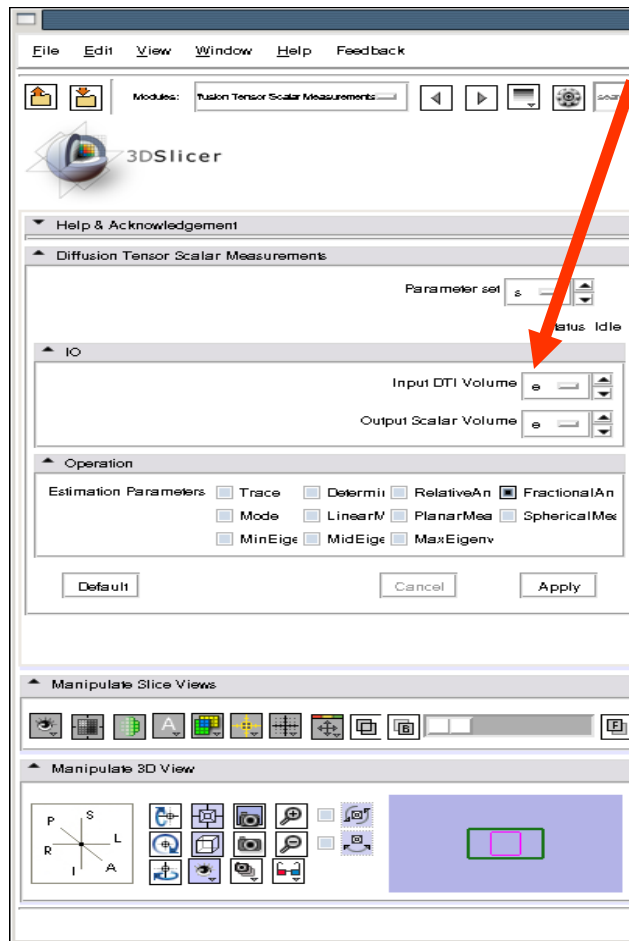 File Edit View Window Help Feedback
Modules: fusion Tensor Scalar Measurements sear
3DSlicer
Help & Acknowledgement
Diffusion Tensor Scalar Measurements
Parameter set s
tatus Idle
IO
Input DTI Volume e
Output Scalar Volume e
Operation
Estimation Parameters Trace Determin RelativeAn FractionalAn
Mode LinearM PlanarMea SphericalMea
MinEige MidEige MaxEigenv
Default Cancel Apply
Manipulate Slice Views
A B F
Manipulate 3D View
P S
R L
I A